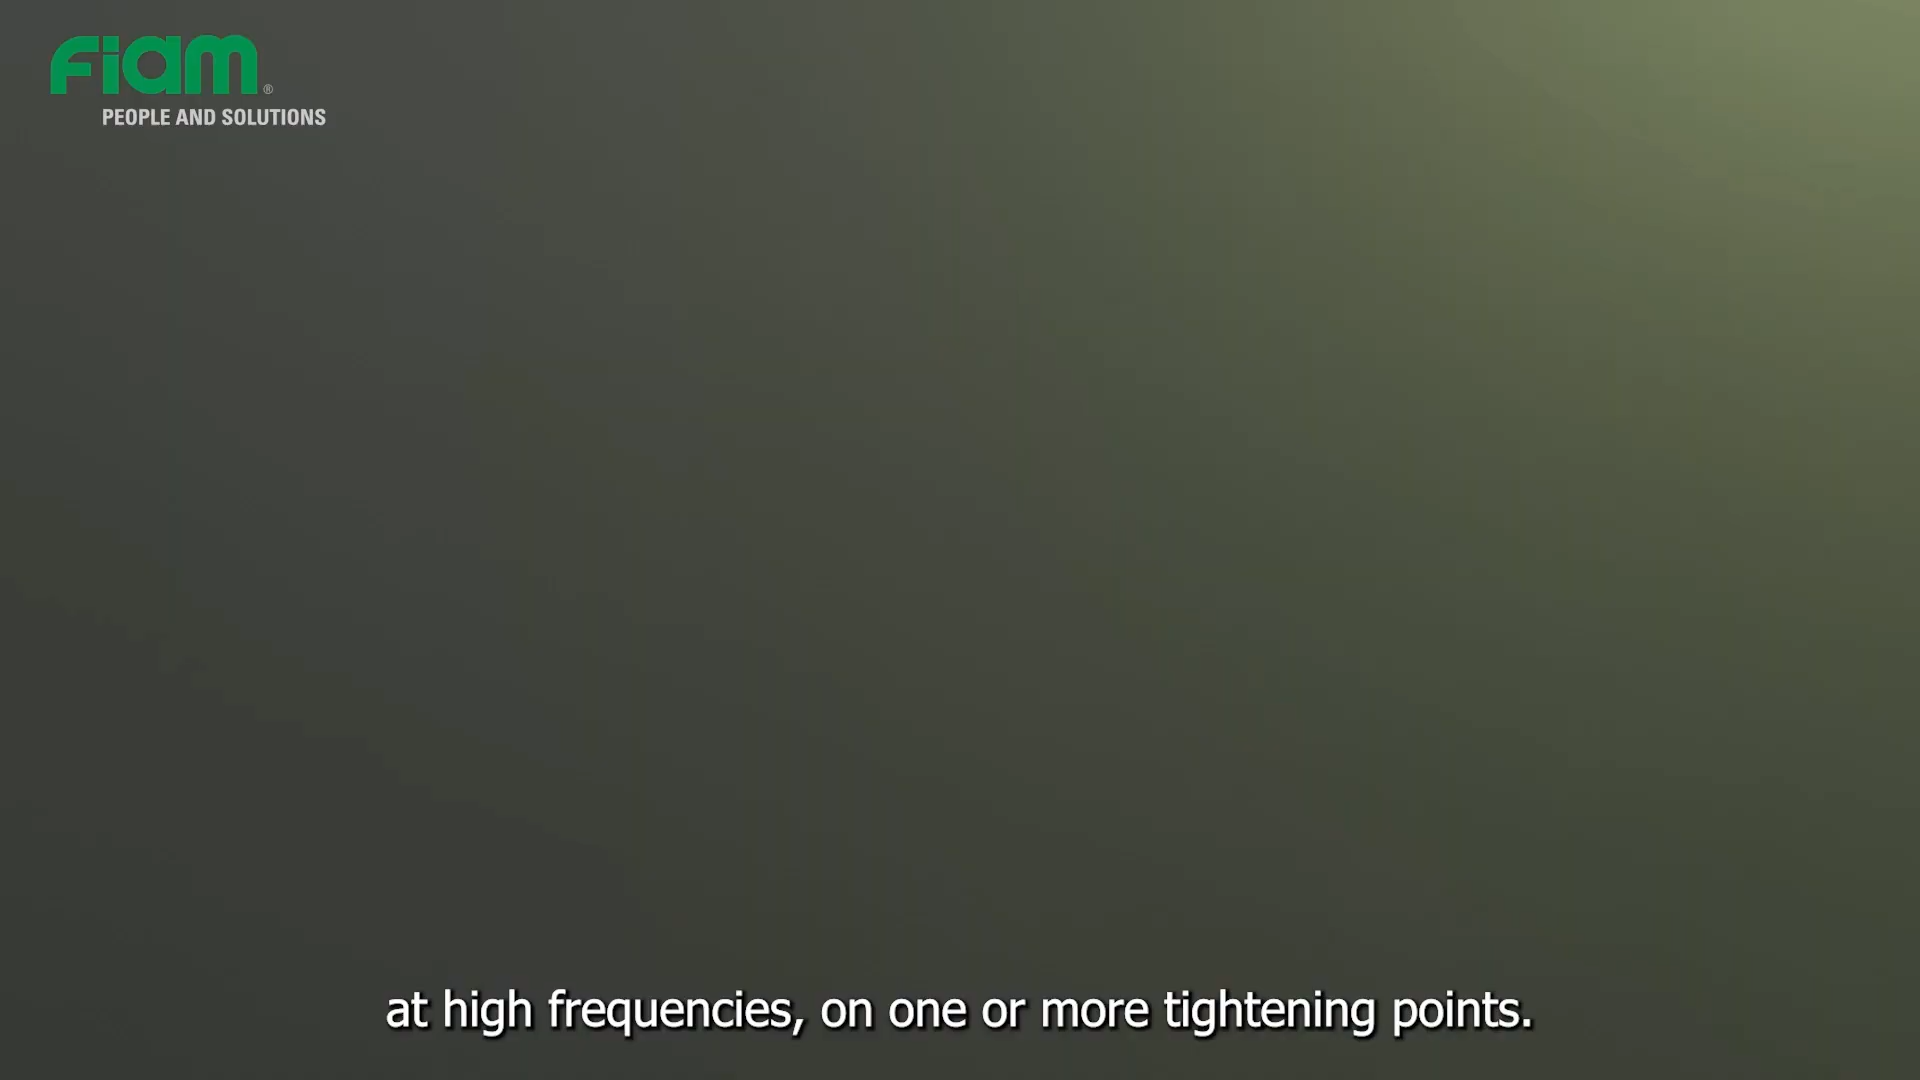 Fiam®
PEOPLE AND SOLUTIONS
at high frequencies, on one or more tightening points.